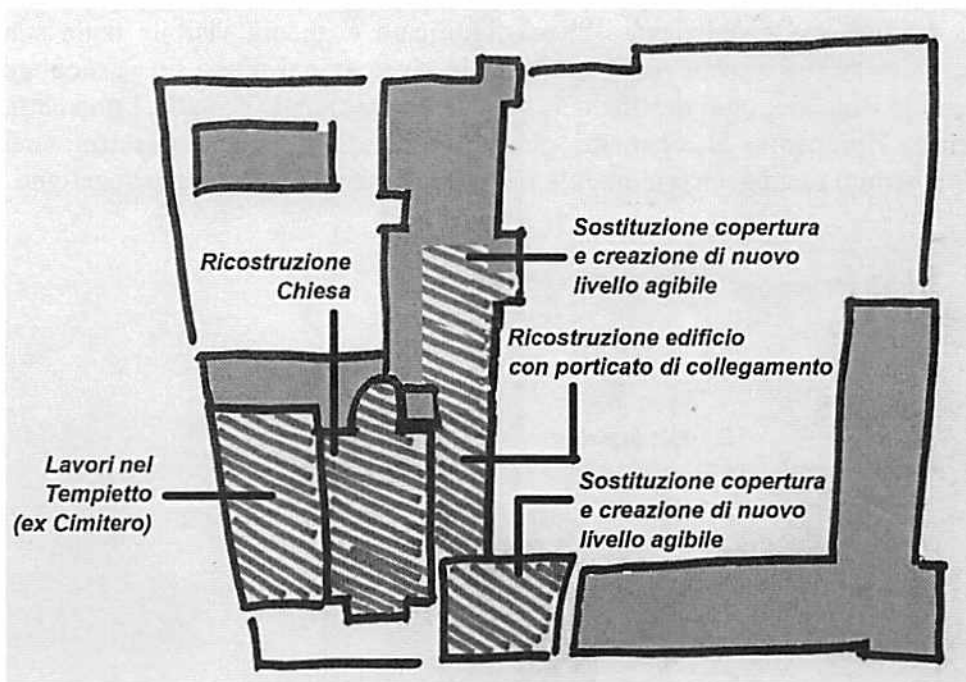 Sostituzione copertura
e creazione di nuovo
livello agibile
Ricostruzione
Chiesa
Ricostruzione edificio
con porticato di collegamento
Lavori nel
Tempietto
(ex Cimitero)
Sostituzione copertura
e creazione di nuovo
livello agibile